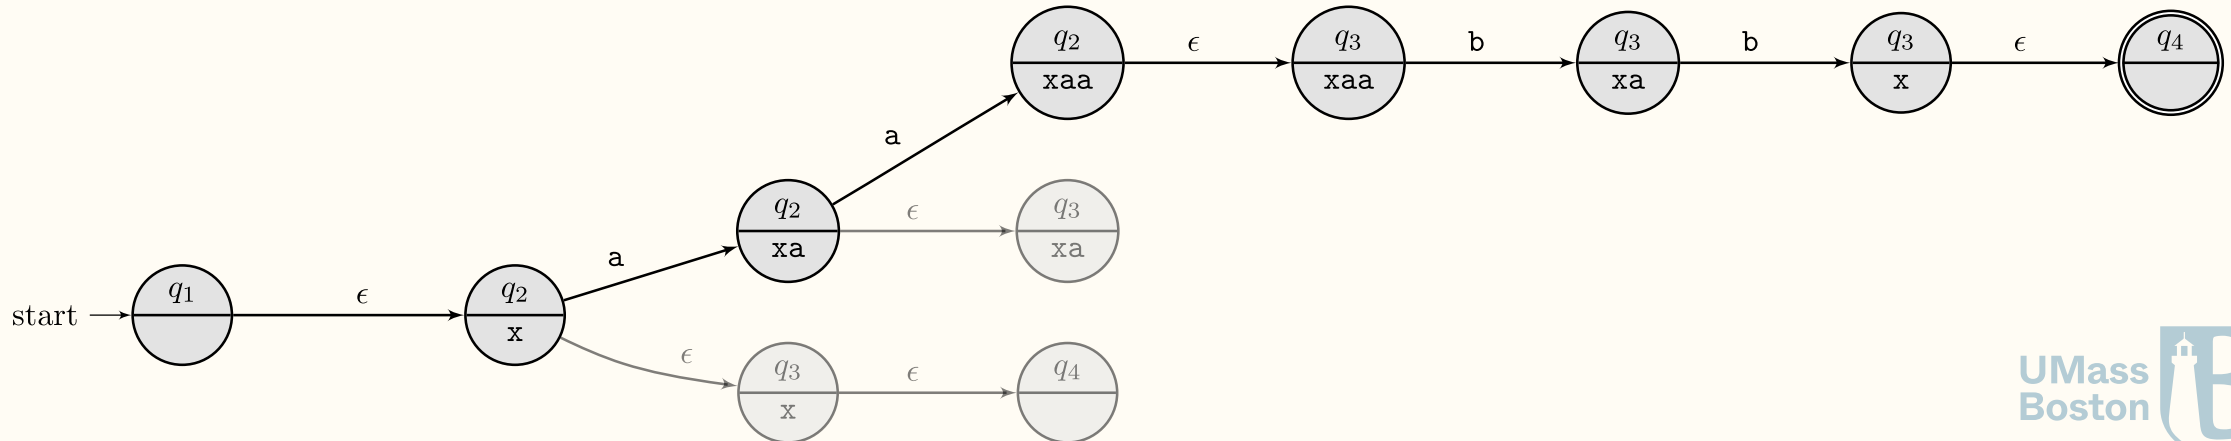 q2 ϵ q3 b q3 b q3 ϵ q4
xaa xaa xa x
a
q2 ϵ q3
a xa xa
start q1 ϵ q2
x
ϵ q3 ϵ q4
x
UMass
Boston